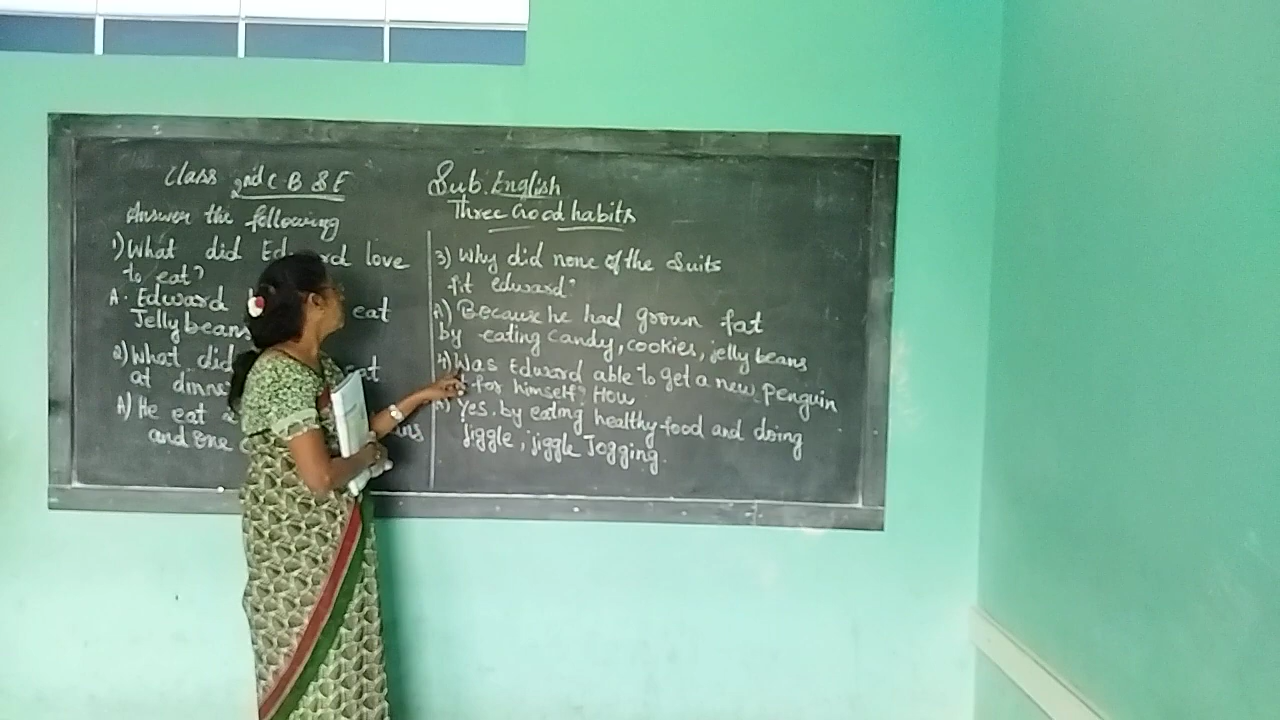 Class 2nd C.B.S.E
Answer the following
1) What did Edward love
to eat?
A. Edward eat
Jelly beans
2) What did
at dinne
A) He eat
and one
Sub. English
Three Good habits
3) Why did none of the Suits
fit edward?
A) Because he had grown fat
by eating candy, cookies, jelly beans
4) Was Edward able to get a new penguin
for himself? How
A) Yes. by eating healthy food and doing
jiggle, jiggle Jogging.